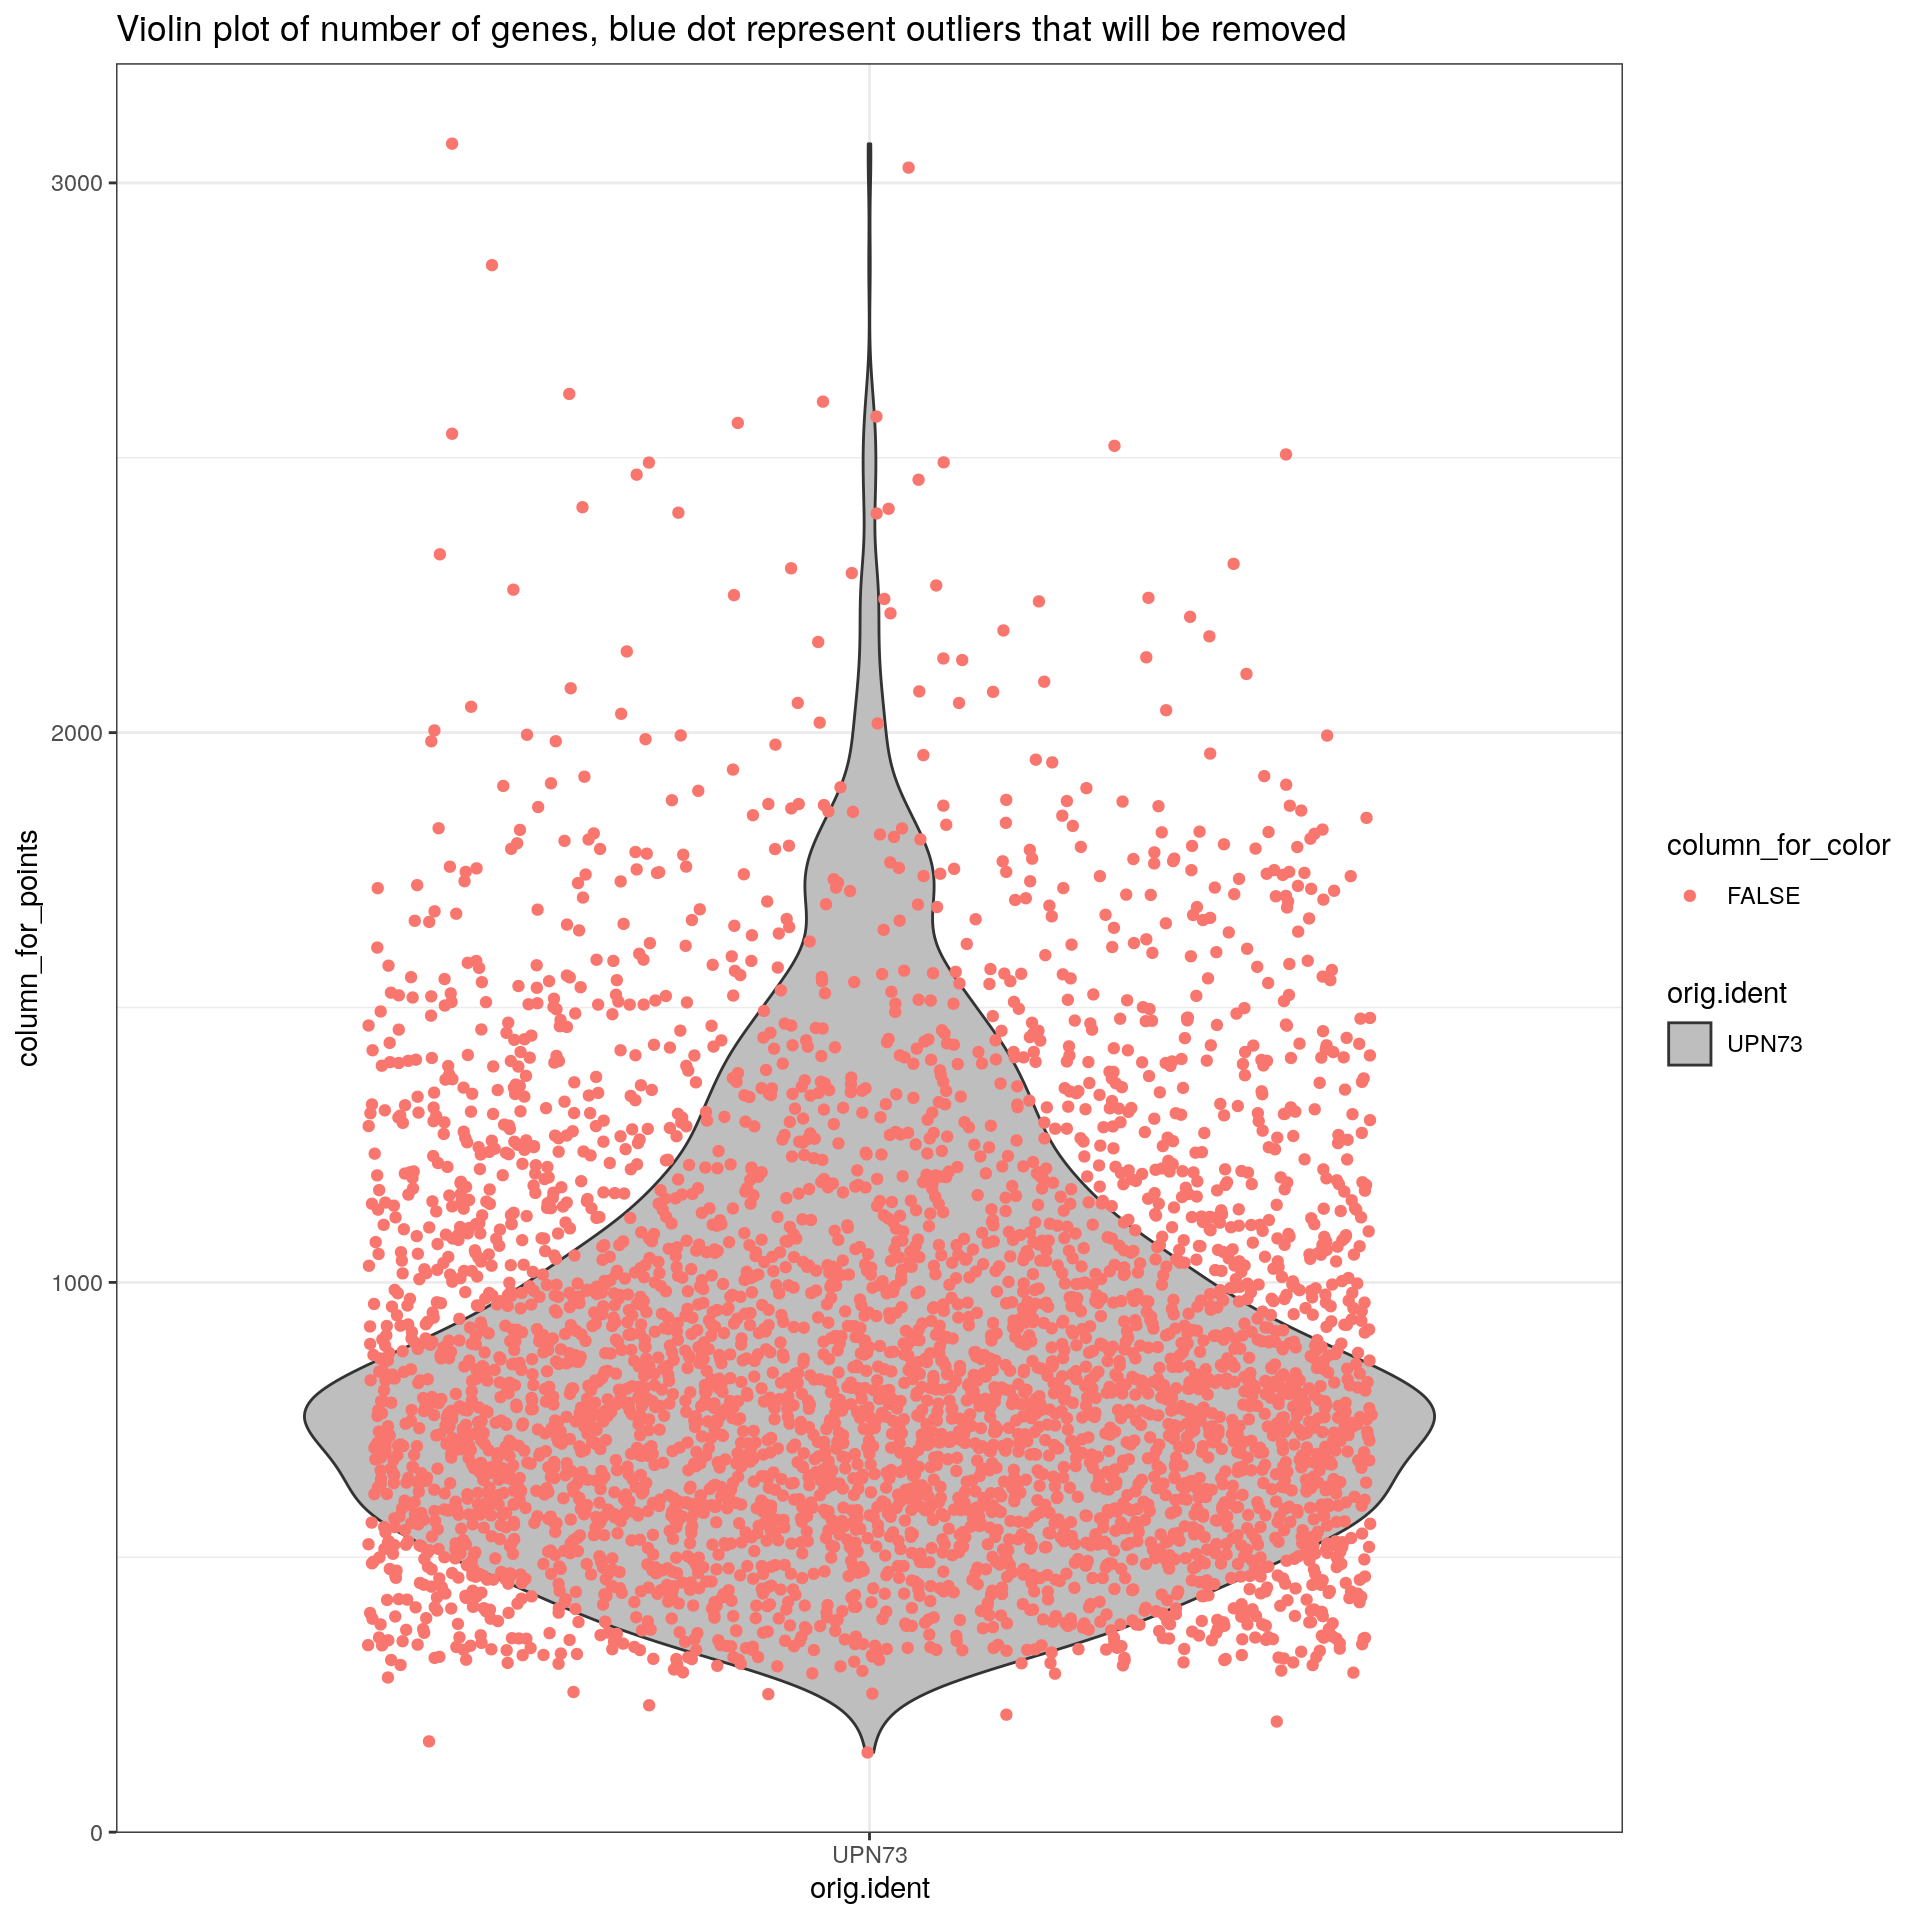 Violin plot of number of genes, blue dot represent outliers that will be removed
3000
2000
1000
0
column_for_points
UPN73
orig.ident
column_for_color
FALSE
orig.ident
UPN73